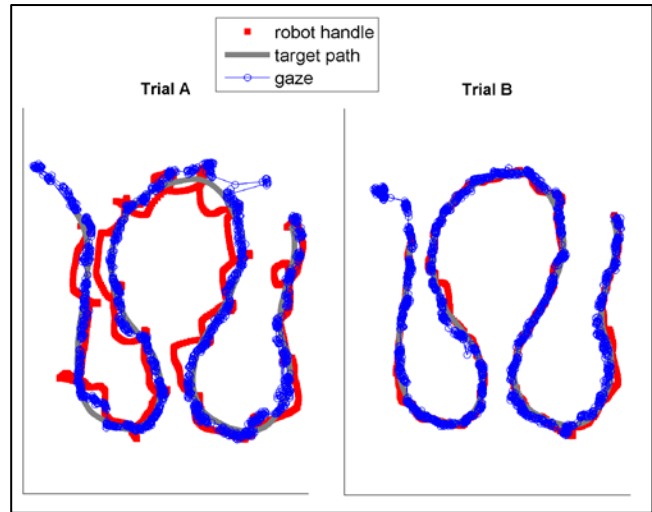 robot handle
target path
gaze
Trial A
Trial B